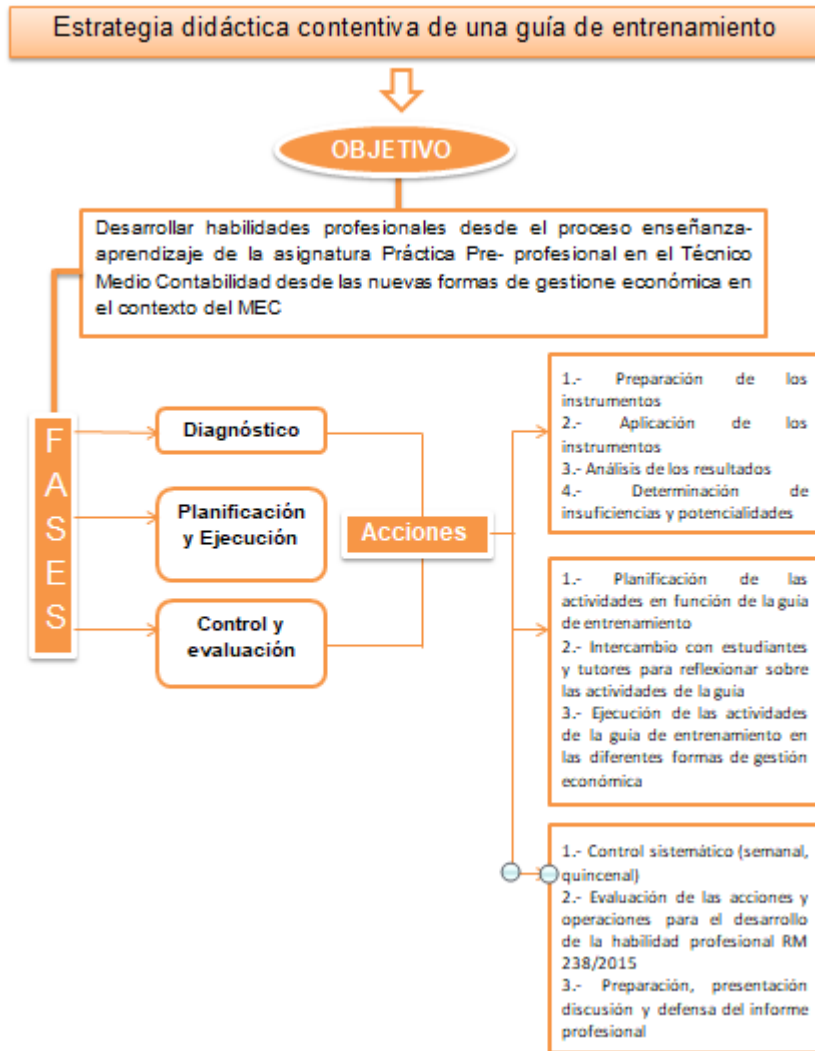 Estrategia didáctica contentiva de una guía de entrenamiento
OBJETIVO
Desarrollar habilidades profesionales desde el proceso enseñanza-
aprendizaje de la asignatura Práctica Pre- profesional en el Técnico
Medio Contabilidad desde las nuevas formas de gestione económica en
el contexto del MEC
F
A
S
E
S
Diagnóstico
Planificación
y Ejecución
Control y
evaluación
Acciones
1.- Preparación de los
instrumentos
2.- Aplicación de los
instrumentos
3.- Análisis de los resultados
4.- Determinación de
insuficiencias y potencialidades
1.- Planificación de las
actividades en función de la guía
de entrenamiento
2.- Intercambio con estudiantes
y tutores para reflexionar sobre
las actividades de la guía
3.- Ejecución de las actividades
de la guía de entrenamiento en
las diferentes formas de gestión
económica
1.- Control sistemático (semanal,
quincenal)
2.- Evaluación de las acciones y
operaciones para el desarrollo
de la habilidad profesional RM
238/2015
3.- Preparación, presentación
discusión y defensa del informe
profesional